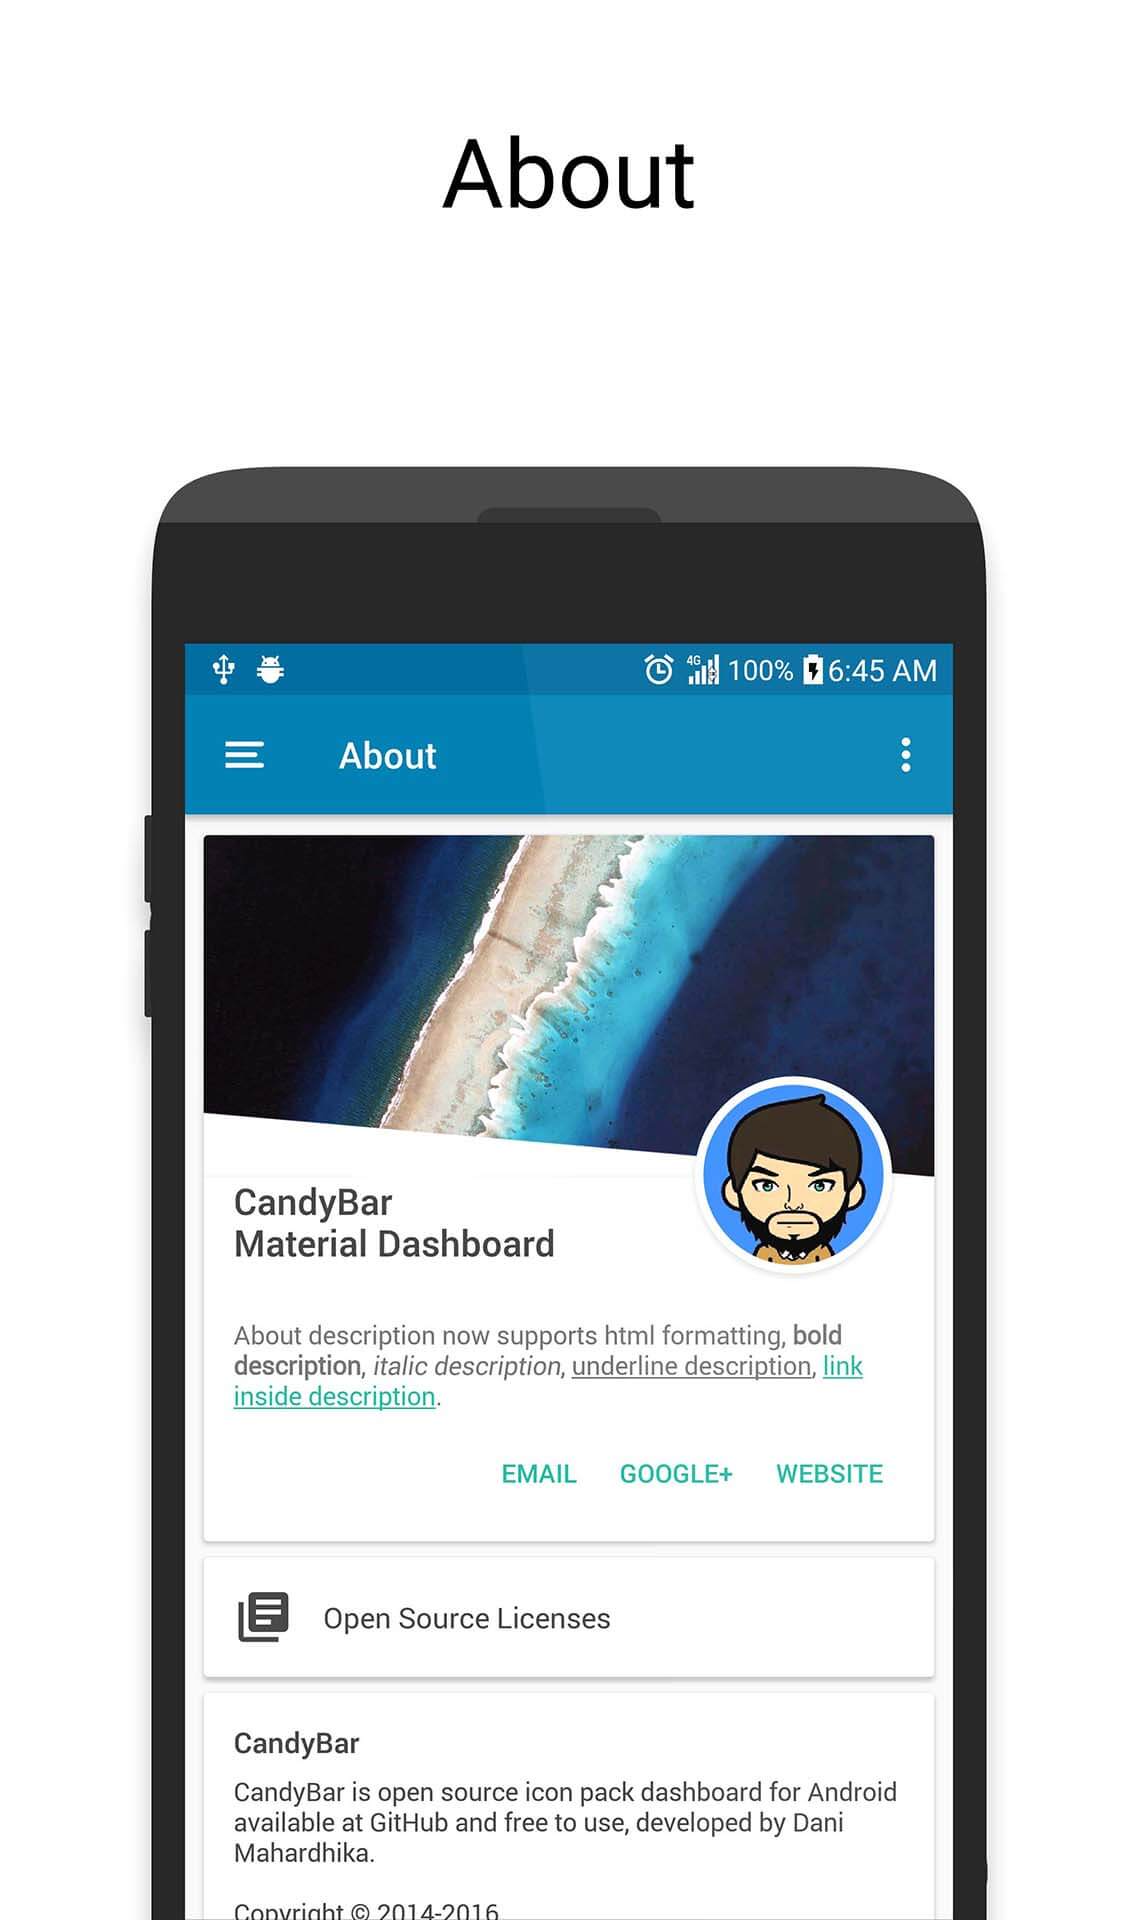 About
4G 100% 6:45 AM
About
CandyBar
Material Dashboard
About description now supports html formatting, bold
description, italic description, underline description, link
inside description.
EMAIL GOOGLE+ WEBSITE
Open Source Licenses
CandyBar
CandyBar is open source icon pack dashboard for Android
available at GitHub and free to use, developed by Dani
Mahardhika.
Copyright © 2014-2016